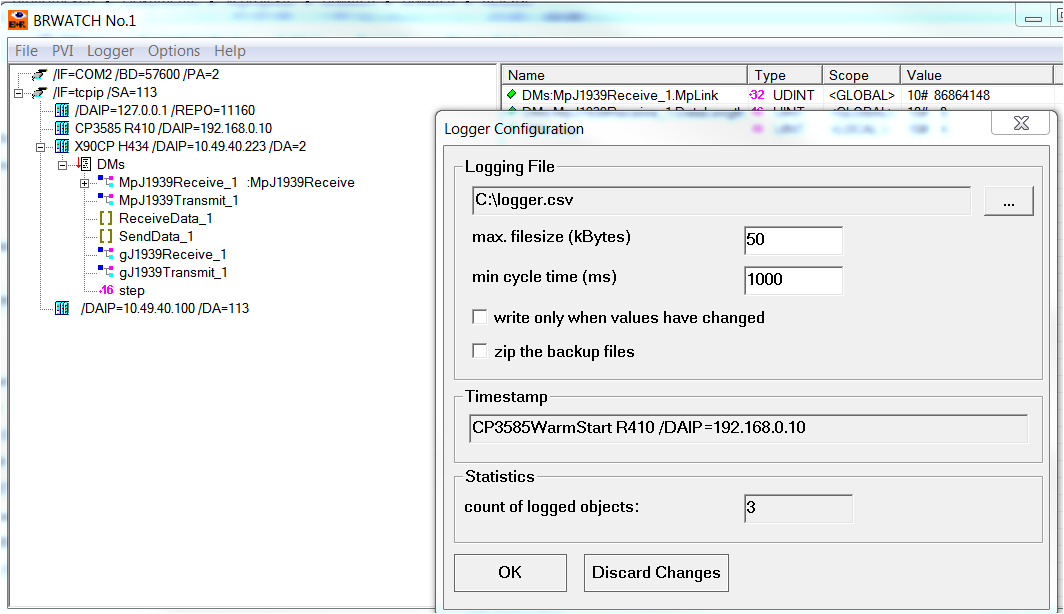 BRWATCH No.1
File PVI Logger Options Help
/IF=COM2 /BD=57600 /PA=2
/IF=tcpip /SA=113
/DAIP=127.0.0.1 /REPO=11160
CP3585 R410 /DAIP=192.168.0.10
X90CP H434 /DAIP=10.49.40.223 /DA=2
DMs
MpJ1939Receive_1 :MpJ1939Receive
MpJ1939Transmit_1
ReceiveData_1
SendData_1
gJ1939Receive_1
gJ1939Transmit_1
16 step
/DAIP=10.49.40.100 /DA=113
Name Type Scope Value
DMs:MpJ1939Receive_1.MpLink 32 UDINT <GLOBAL> 10# 86864148
Logger Configuration
Logging File
C:\logger.csv ...
max. filesize (kBytes) 50
min cycle time (ms) 1000
write only when values have changed
zip the backup files
Timestamp
CP3585WarmStart R410 /DAIP=192.168.0.10
Statistics
count of logged objects: 3
OK Discard Changes